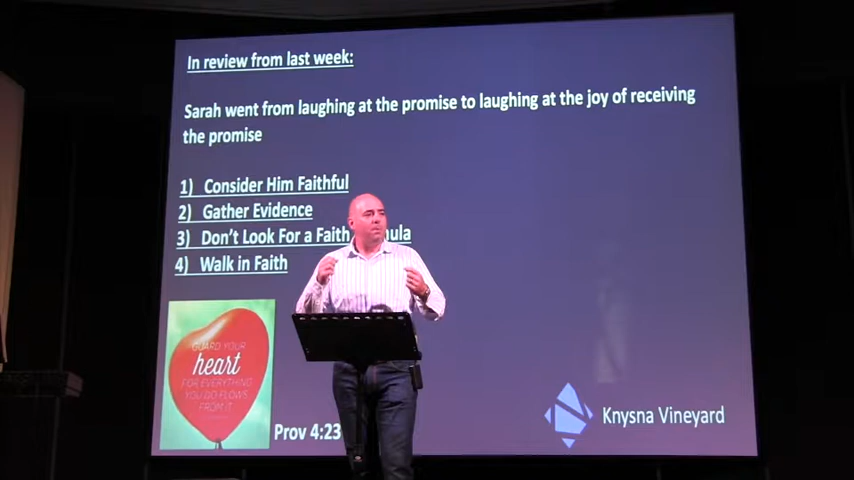 In review from last week:
Sarah went from laughing at the promise to laughing at the joy of receiving
the promise
1) Consider Him Faithful
2) Gather Evidence
3) Don't Look For a Faith ula
4) Walk in Faith
GUARD YOUR
heart
FOR EVERYTHING
YOU DO FLOWS
FROM IT
Prov 4:23
Knysna Vineyard